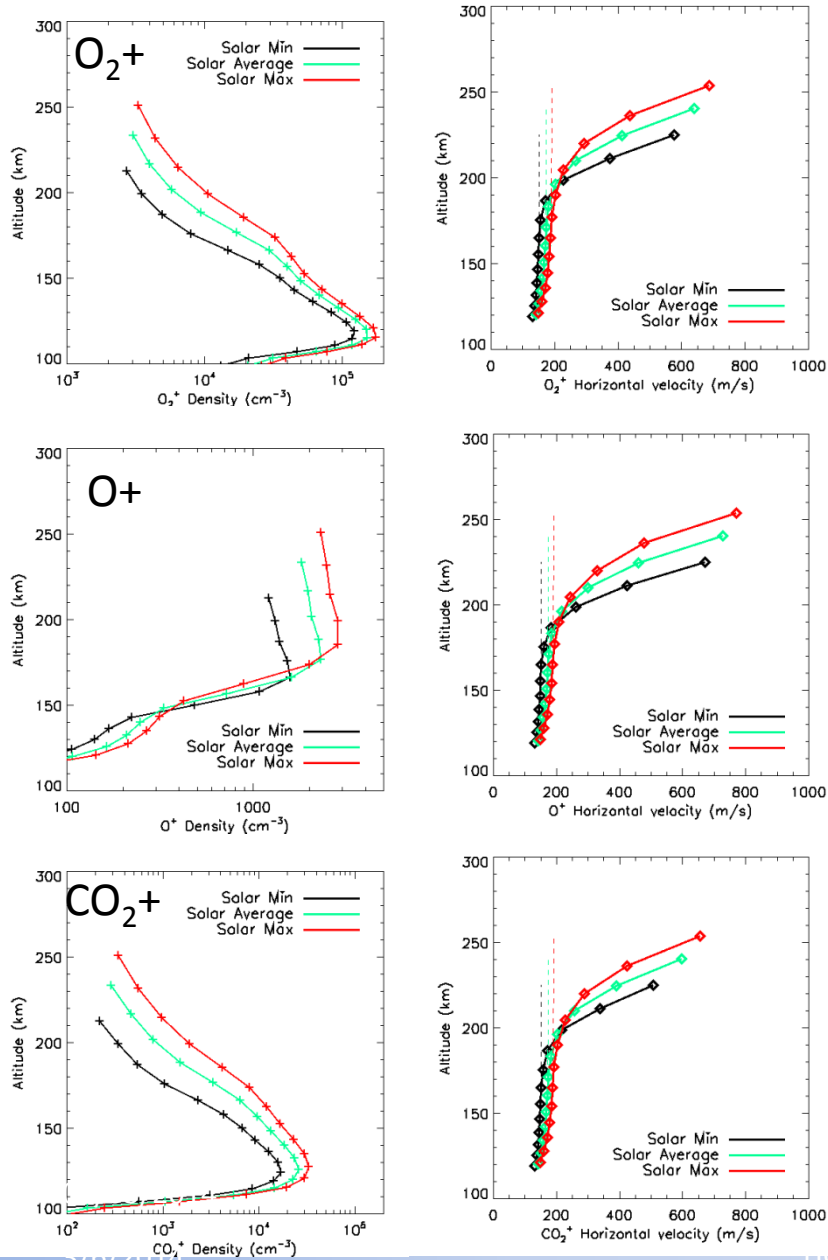 O2+
300
250
200
150
100
Altitude (km)
Solar Min
Solar Average
Solar Max
10^3 10^4 10^5
O2^+ Density (cm^-3)
300
250
200
150
100
Altitude (km)
Solar Min
Solar Average
Solar Max
0 200 400 600 800 1000
O2^+ Horizontal velocity (m/s)
O+
300
250
200
150
100
Altitude (km)
Solar Min
Solar Average
Solar Max
100 1000
O^+ Density (cm^-3)
300
250
200
150
100
Altitude (km)
Solar Min
Solar Average
Solar Max
0 200 400 600 800 1000
O^+ Horizontal velocity (m/s)
CO2+
300
250
200
150
100
Altitude (km)
Solar Min
Solar Average
Solar Max
10^2 10^3 10^4 10^5
CO2^+ Density (cm^-3)
300
250
200
150
100
Altitude (km)
Solar Min
Solar Average
Solar Max
0 200 400 600 800 1000
CO2^+ Horizontal velocity (m/s)